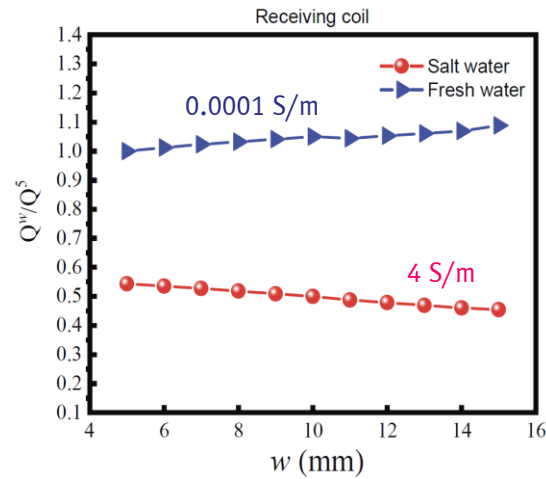 Receiving coil
1.4
1.3
1.2
1.1
1.0
0.9
0.8
0.7
0.6
0.5
0.4
0.3
0.2
0.1
Salt water
Fresh water
0.0001 S/m
4 S/m
Qʷ/Q⁵
4 6 8 10 12 14 16
w (mm)